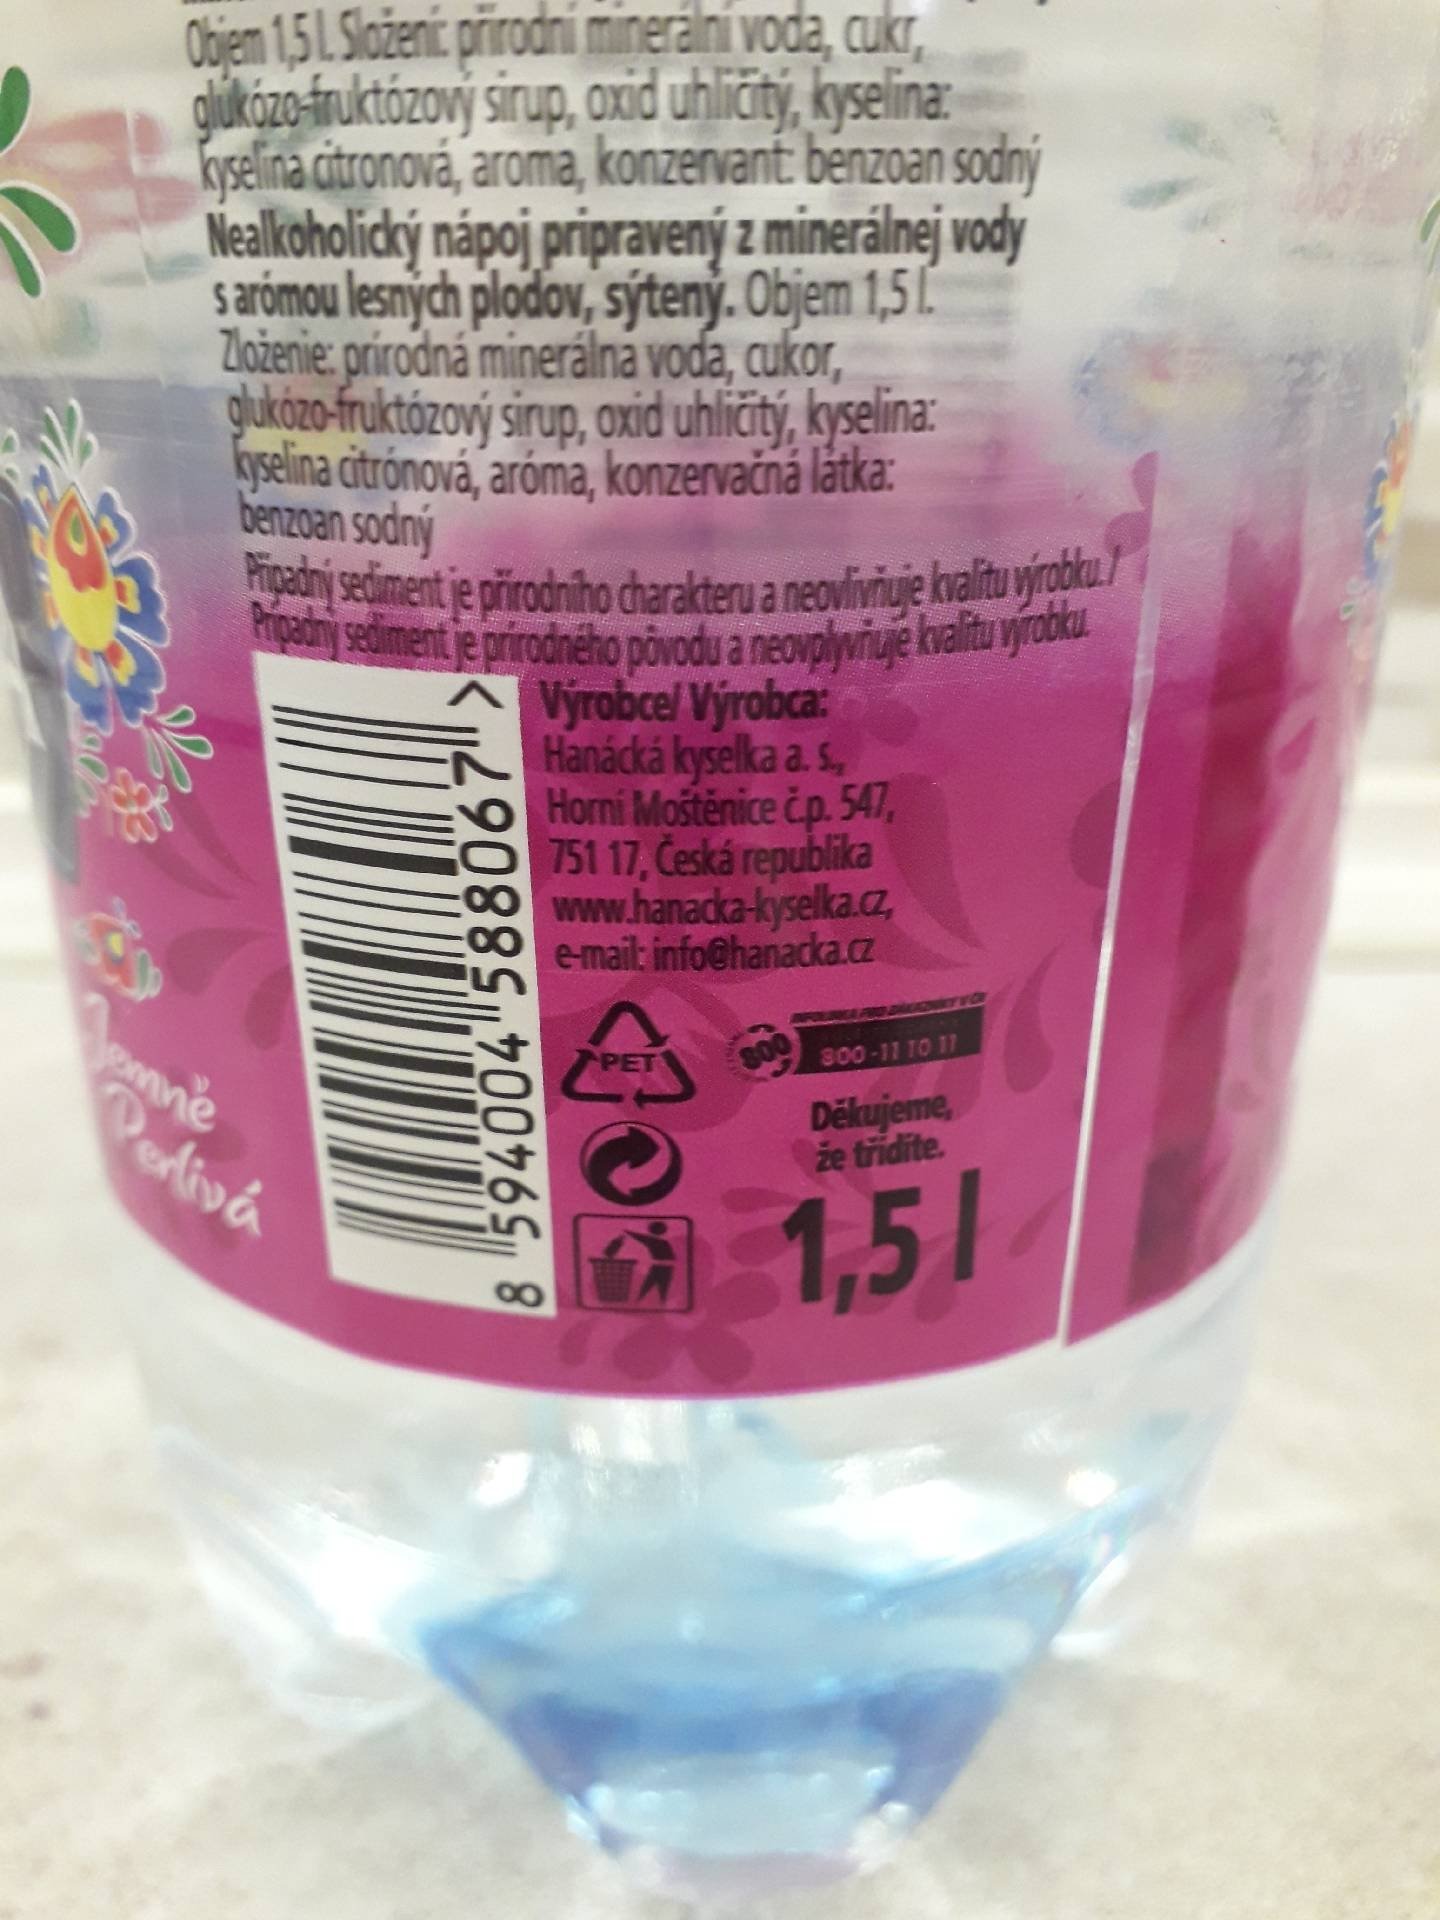 Objem 1,5 l. Složení: přírodní minerální voda, cukr,
glukózo-fruktózový sirup, oxid uhličitý, kyselina:
kyselina citronová, aroma, konzervant: benzoan sodný
Nealkoholický nápoj pripravený z minerálnej vody
s arómou lesných plodov, sýtený. Objem 1,5 l.
Zloženie: prírodná minerálna voda, cukor,
glukózo-fruktózový sirup, oxid uhličitý, kyselina:
kyselina citrónová, aróma, konzervačná látka:
benzoan sodný
Případný sediment je přírodního charakteru a neovlivňuje kvalitu výrobku./
Prípadný sediment je prírodného pôvodu a neovplyvňuje kvalitu výrobku.
Výrobce/ Výrobca:
Hanácká kyselka a. s.,
Horní Moštěnice č.p. 547,
751 17, Česká republika
www.hanacka-kyselka.cz,
e-mail: info@hanacka.cz
8 594004 588067 >
PET
INFOLINKA PRO ZÁKAZNÍKY V ČR
800
800-11 10 11
Děkujeme,
že třídíte.
1,5 l
Jemně
Perlivá